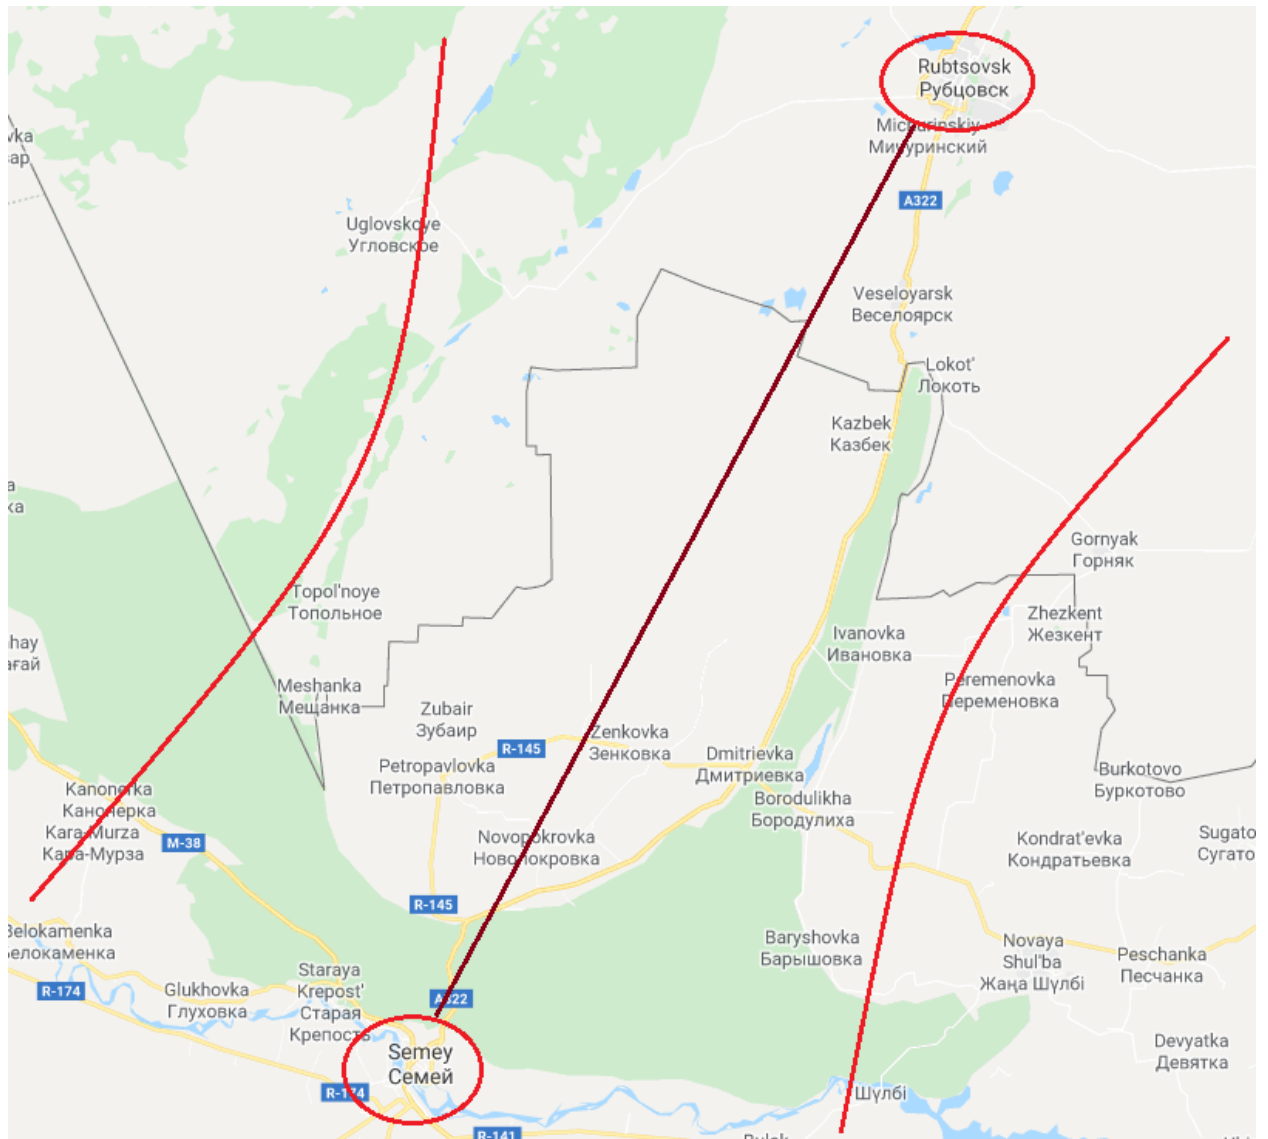 Rubtsovsk
Рубцовск
Michurinskiy
Мичуринский
A322
Uglovskoye
Угловское
Veseloyarsk
Веселоярск
Lokot'
Локоть
Kazbek
Казбек
Gornyak
Горняк
Topol'noye
Топольное
Zhezkent
Жезкент
Ivanovka
Ивановка
Meshanka
Мещанка
Peremenovka
Переменовка
Zubair
Зубаир
R-145
Zenkovka
Зенковка
Dmitrievka
Дмитриевка
Petropavlovka
Петропавловка
Burkotovo
Буркотово
Borodulikha
Бородулиха
Kanonerka
Канонерка
Kara-Murza
Кара-Мурза
M-38
Novopokrovka
Новопокровка
Kondrat'evka
Кондратьевка
Sugato
Сугато
R-145
Belokamenka
Белокаменка
Baryshovka
Барышовка
Novaya
Shul'ba
Жаңа Шүлбі
Peschanka
Песчанка
Staraya
Krepost'
Старая
Крепость
R-174
Glukhovka
Глуховка
A322
Semey
Семей
Devyatka
Девятка
R-174
Шүлбі
R-141